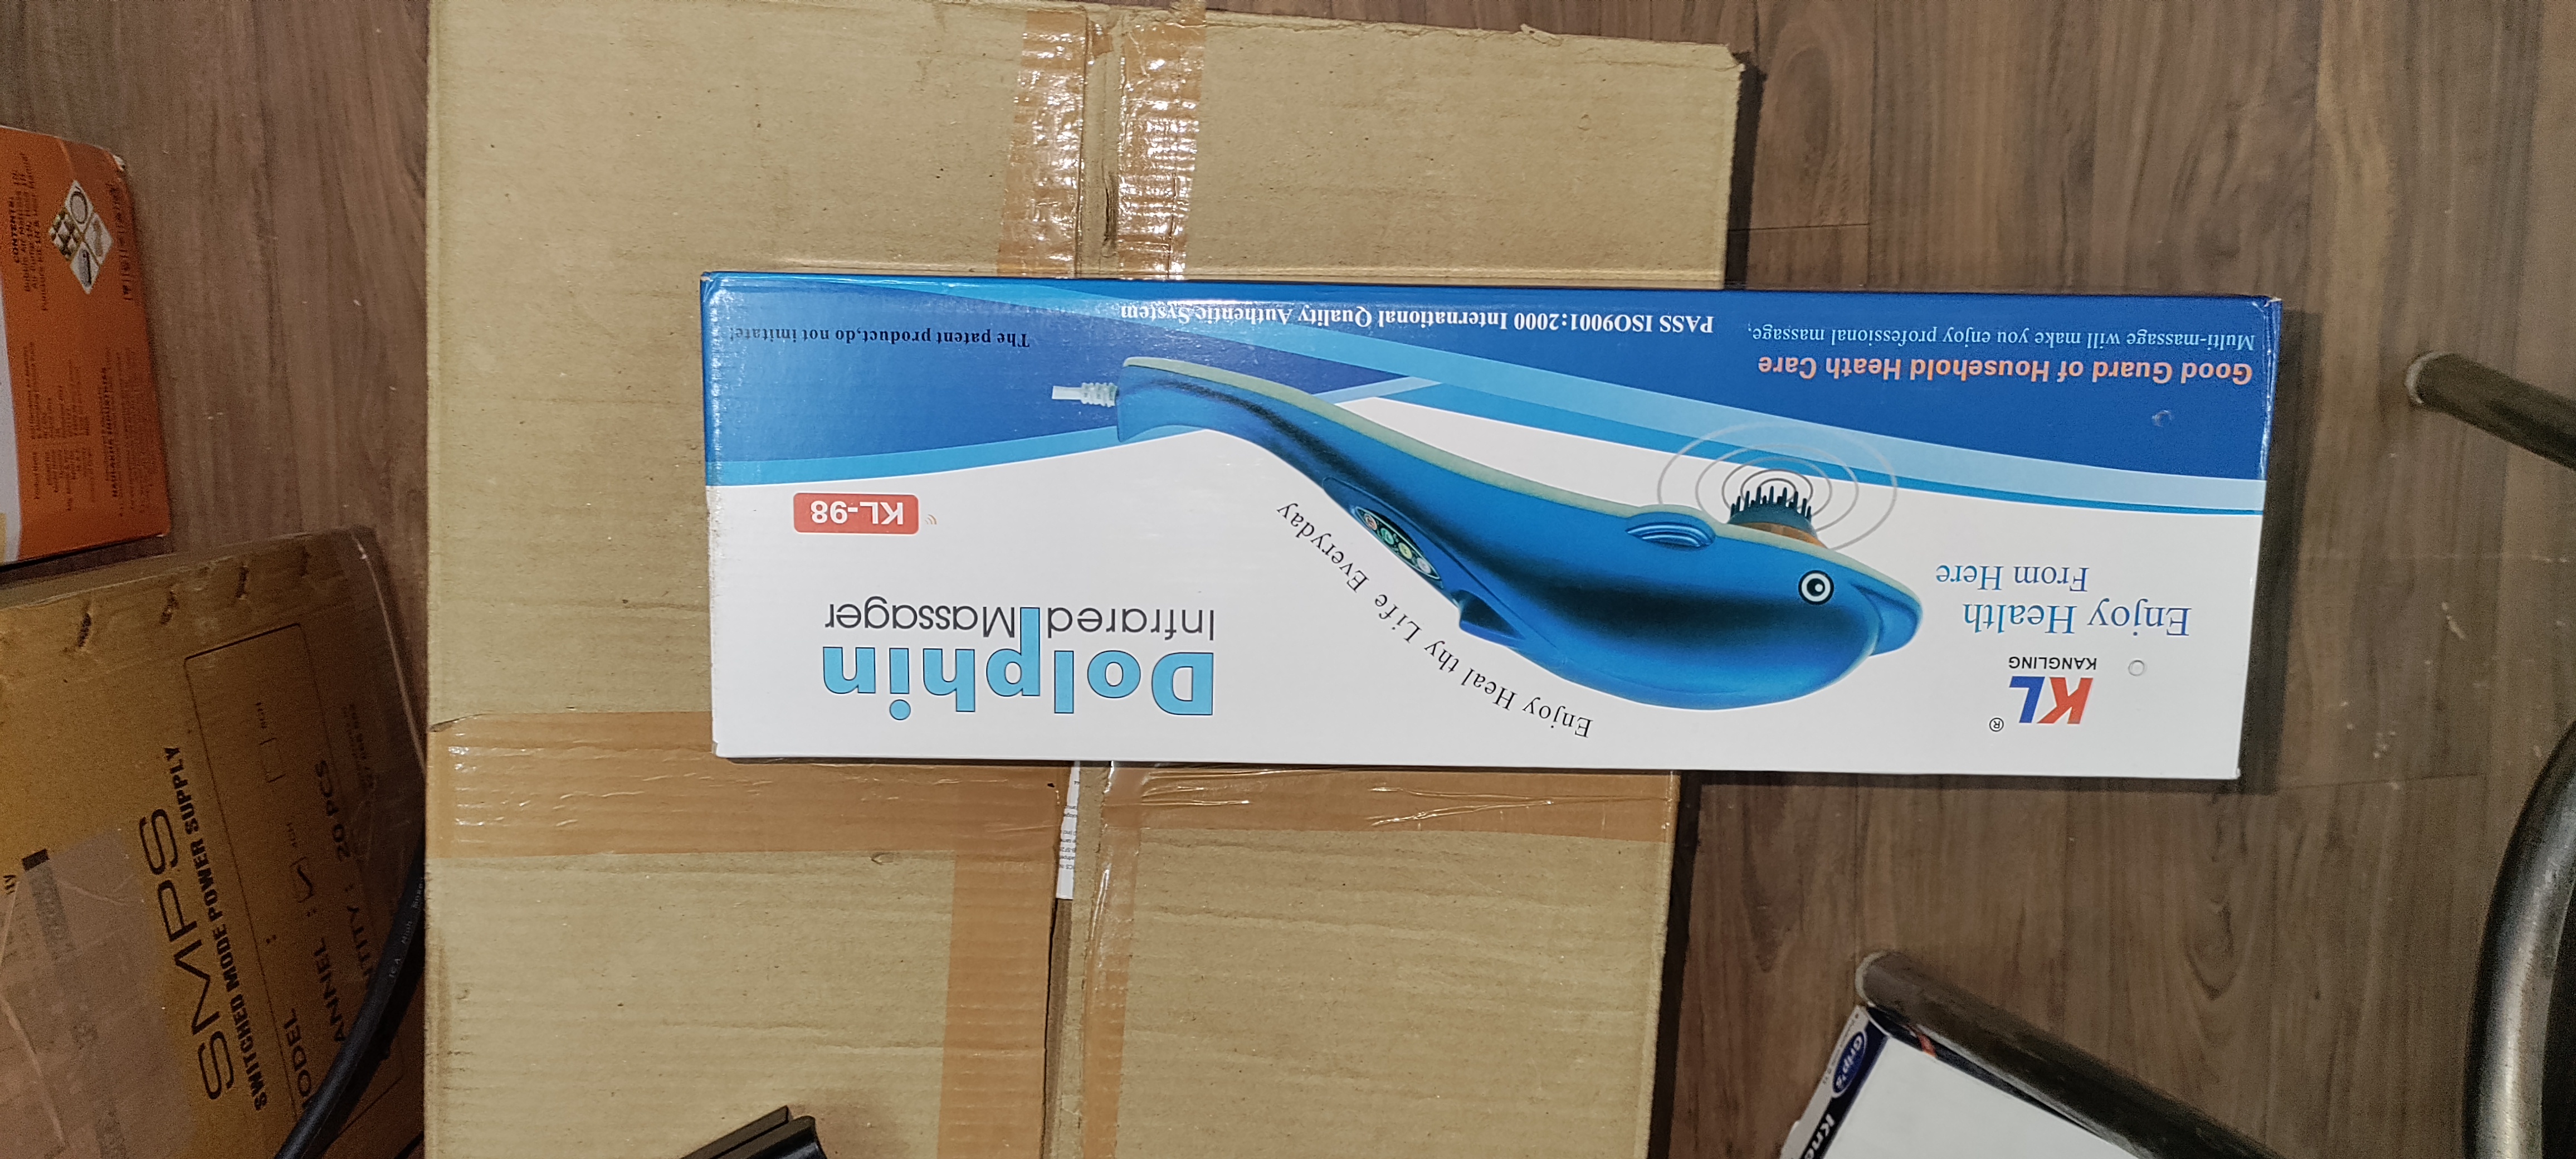 KL®
KANGLING
Enjoy Health
From Here
Enjoy Heal thy Life Everyday
Dolphin
Infrared Massager
KL-98
Good Guard of Household Heath Care
Multi-massage will make you enjoy professional massage,
PASS ISO9001:2000 International Quality Authentic System
The patent product,do not imitate!
SMPS
SWITCHED MODE POWER SUPPLY
20 PCS
CONTENTS:
Grip's